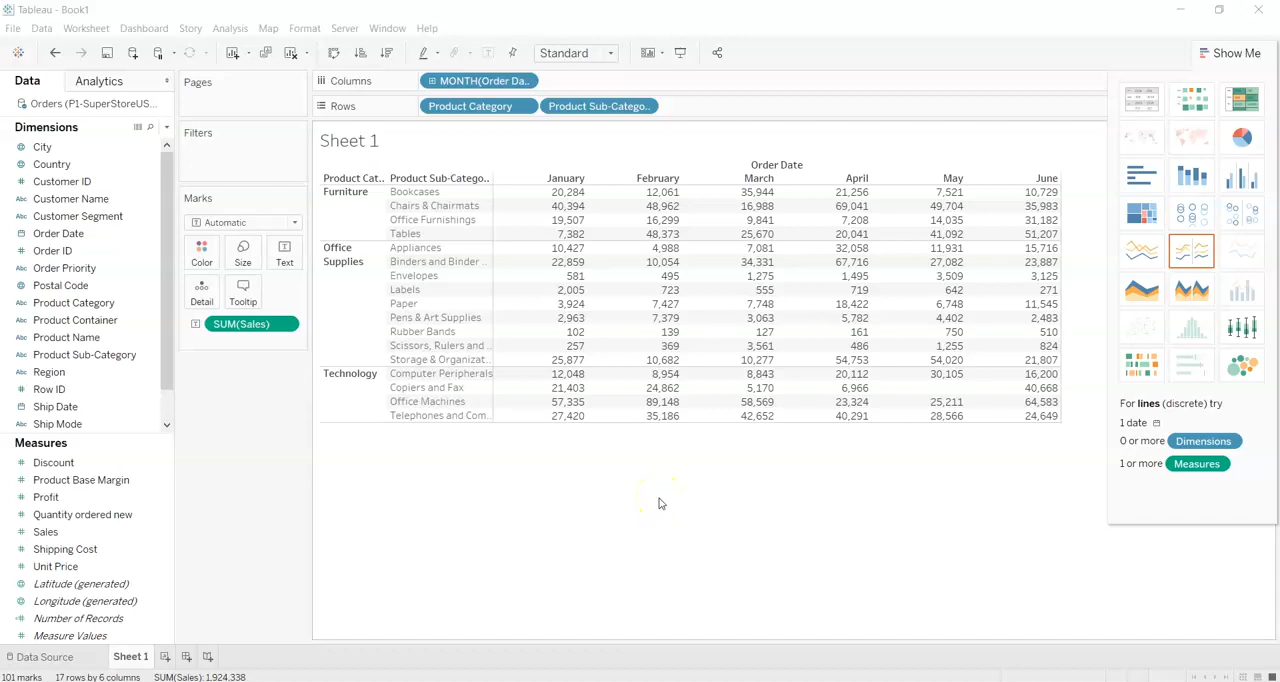 Tableau - Book1
File Data Worksheet Dashboard Story Analysis Map Format Server Window Help
Standard
Show Me
Data Analytics
Orders (P1-SuperStoreUS...
Dimensions
City
Country
Customer ID
Abc Customer Name
Abc Customer Segment
Order Date
Order ID
Abc Order Priority
Postal Code
Abc Product Category
Abc Product Container
Abc Product Name
Abc Product Sub-Category
Abc Region
Row ID
Ship Date
Abc Ship Mode
Measures
# Discount
# Product Base Margin
# Profit
# Quantity ordered new
# Sales
# Shipping Cost
# Unit Price
Latitude (generated)
Longitude (generated)
Number of Records
# Measure Values
Pages
Filters
Marks
T Automatic
Color Size Text
Detail Tooltip
T SUM(Sales)
Columns MONTH(Order Da..
Rows Product Category Product Sub-Catego..
Sheet 1
Order Date
Product Cat.. Product Sub-Catego.. January February March April May June
Furniture Bookcases 20,284 12,061 35,944 21,256 7,521 10,729
Chairs & Chairmats 40,394 48,962 16,988 69,041 49,704 35,983
Office Furnishings 19,507 16,299 9,841 7,208 14,035 31,182
Tables 7,382 48,373 25,670 20,041 41,092 51,207
Office Appliances 10,427 4,988 7,081 32,058 11,931 15,716
Supplies Binders and Binder .. 22,859 10,054 34,331 67,716 27,082 23,887
Envelopes 581 495 1,275 1,495 3,509 3,125
Labels 2,005 723 555 719 642 271
Paper 3,924 7,427 7,748 18,422 6,748 11,545
Pens & Art Supplies 2,963 7,379 3,063 5,782 4,402 2,483
Rubber Bands 102 139 127 161 750 510
Scissors, Rulers and .. 257 369 3,561 486 1,255 824
Storage & Organizat.. 25,877 10,682 10,277 54,753 54,020 21,807
Technology Computer Peripherals 12,048 8,954 8,843 20,112 30,105 16,200
Copiers and Fax 21,403 24,862 5,170 6,966 40,668
Office Machines 57,335 89,148 58,569 23,324 25,211 64,583
Telephones and Com.. 27,420 35,186 42,652 40,291 28,566 24,649
For lines (discrete) try
1 date
0 or more Dimensions
1 or more Measures
Data Source Sheet 1
101 marks 17 rows by 6 columns SUM(Sales): 1,924,338